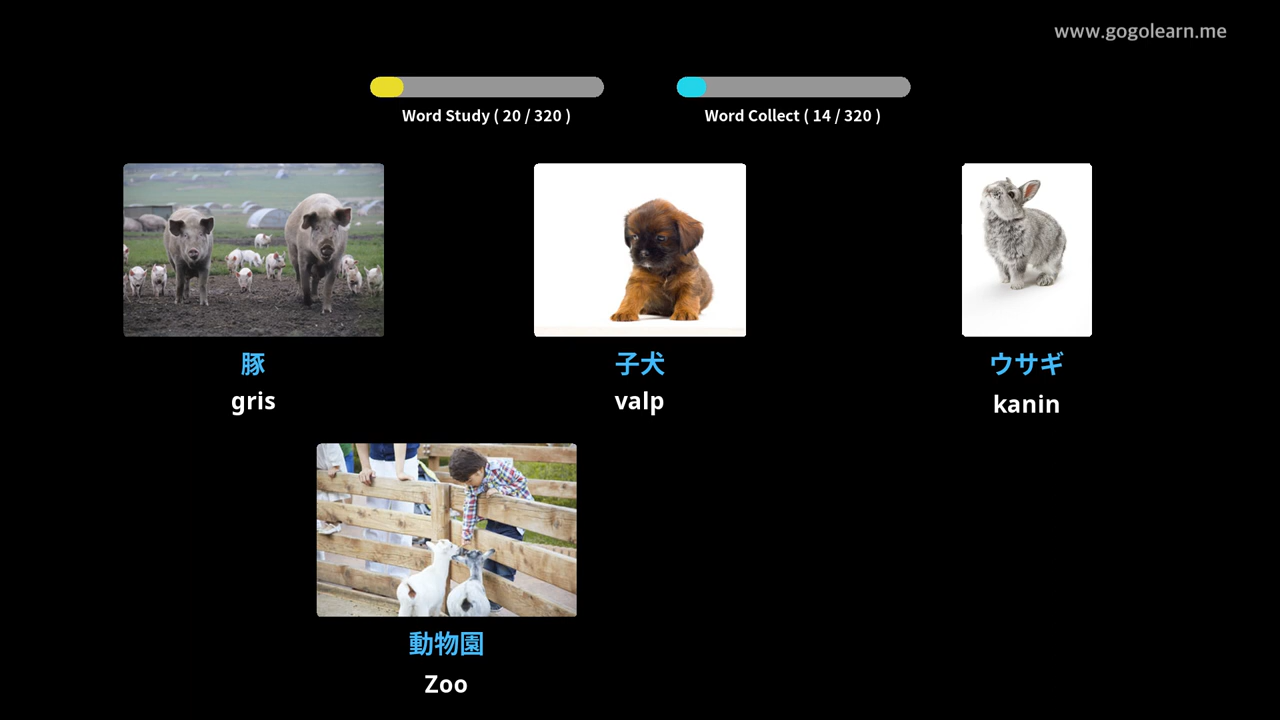 www.gogolearn.me
Word Study ( 20 / 320 )
Word Collect ( 14 / 320 )
豚
gris
子犬
valp
ウサギ
kanin
動物園
Zoo